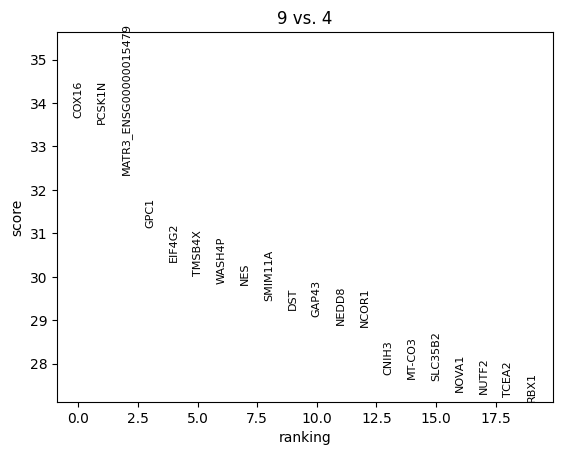 9 vs. 4
score
35
34
33
32
31
30
29
28
COX16
PCSK1N
MATR3_ENSG00000015479
GPC1
EIF4G2
TMSB4X
WASH4P
NES
SMIM11A
DST
GAP43
NEDD8
NCOR1
CNIH3
MT-CO3
SLC35B2
NOVA1
NUTF2
TCEA2
RBX1
0.0 2.5 5.0 7.5 10.0 12.5 15.0 17.5
ranking